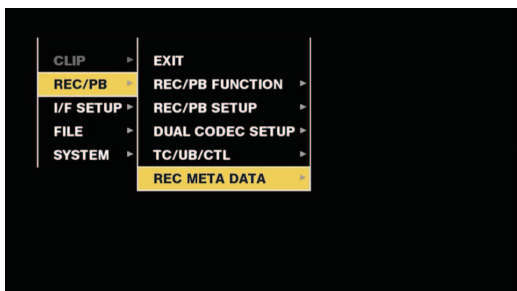 CLIP
REC/PB
I/F SETUP
FILE
SYSTEM
EXIT
REC/PB FUNCTION
REC/PB SETUP
DUAL CODEC SETUP
TC/UB/CTL
REC META DATA